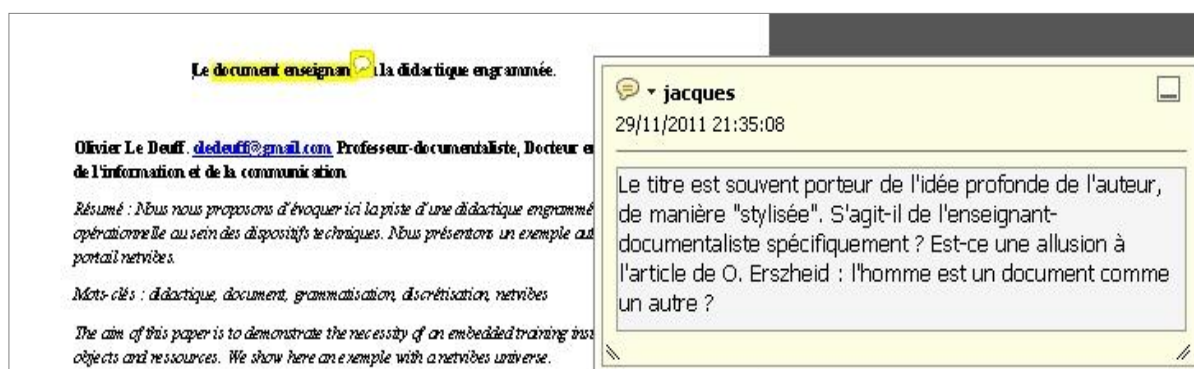 Le document enseignan la didactique engrammée.
Olivier Le Deuff. oledeuff@gmail.com Professeur-documentaliste, Docteur e
de l'information et de la communication
Résumé : Nous nous proposons d'évoquer ici la piste d'une didactique engrammé
opérationnelle au sein des dispositifs techniques. Nous présentons un exemple aut
portail netvibes.
Mots-clés : didactique, document, grammatisation, discrétisation, netvibes
The aim of this paper is to demonstrate the necessity of an embedded training inst
objects and ressources. We show here an exemple with a netvibes universe.
jacques
29/11/2011 21:35:08
Le titre est souvent porteur de l'idée profonde de l'auteur,
de manière "stylisée". S'agit-il de l'enseignant-
documentaliste spécifiquement ? Est-ce une allusion à
l'article de O. Erszheid : l'homme est un document comme
un autre ?